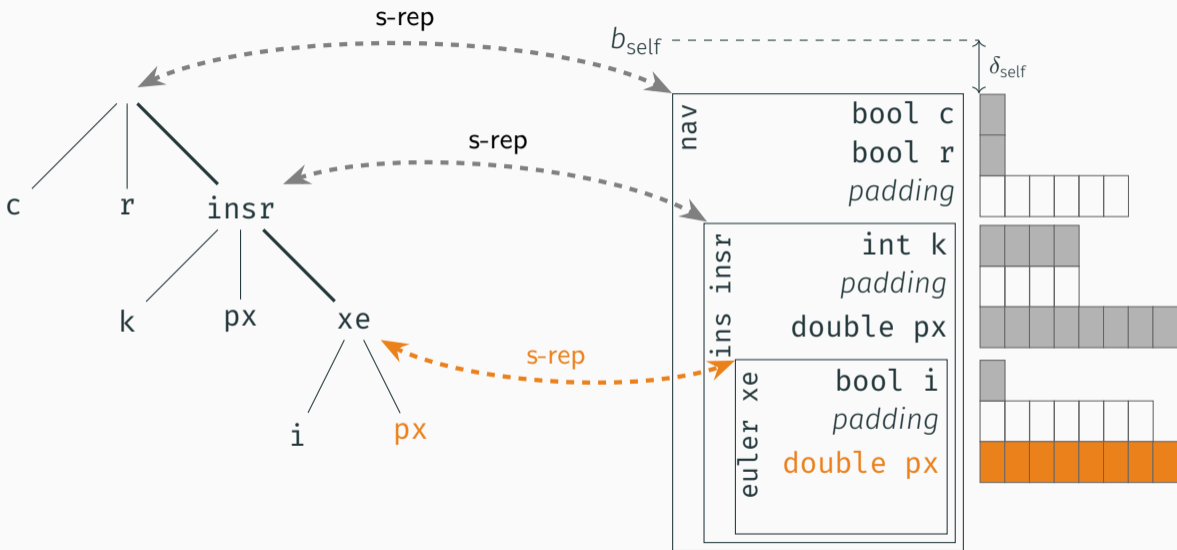 s-rep
b_self
δ_self
nav
bool c
bool r
padding
s-rep
c
r
insr
ins insr
int k
padding
double px
k
px
xe
s-rep
euler xe
bool i
padding
double px
i
px